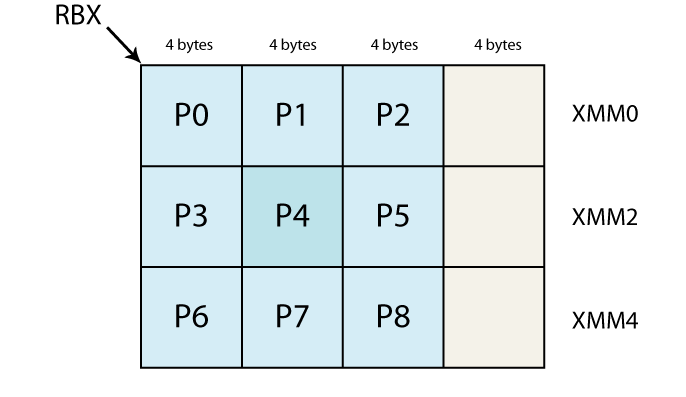 RBX
4 bytes 4 bytes 4 bytes 4 bytes
P0 P1 P2 XMM0
P3 P4 P5 XMM2
P6 P7 P8 XMM4